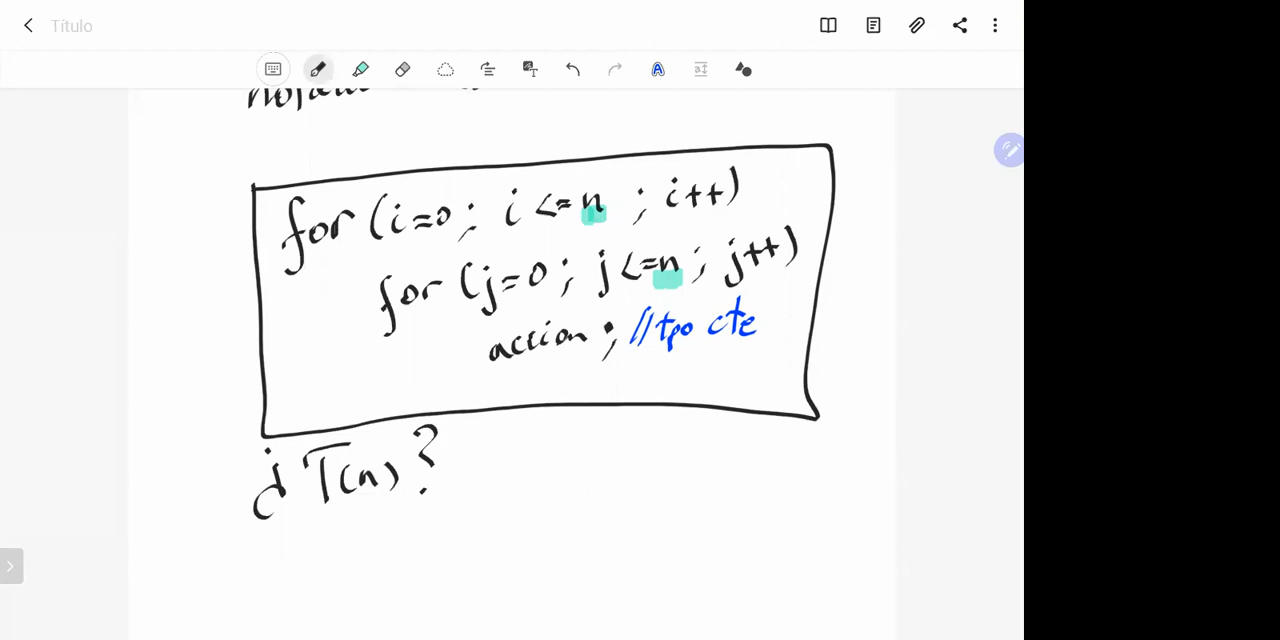 Título
for (i=0; i <= n ; i++)
for (j=0; j <= n; j++)
accion; //tpo cte
¿T(n)?